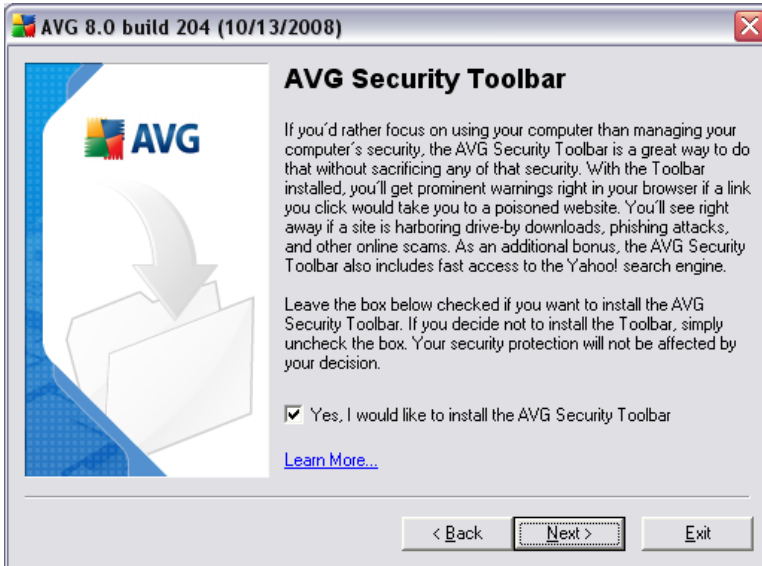 AVG 8.0 build 204 (10/13/2008)
AVG
AVG Security Toolbar
If you´d rather focus on using your computer than managing your
computer´s security, the AVG Security Toolbar is a great way to do
that without sacrificing any of that security. With the Toolbar
installed, you´ll get prominent warnings right in your browser if a link
you click would take you to a poisoned website. You´ll see right
away if a site is harboring drive-by downloads, phishing attacks,
and other online scams. As an additional bonus, the AVG Security
Toolbar also includes fast access to the Yahoo! search engine.
Leave the box below checked if you want to install the AVG
Security Toolbar. If you decide not to install the Toolbar, simply
uncheck the box. Your security protection will not be affected by
your decision.
Yes, I would like to install the AVG Security Toolbar
Learn More...
< Back
Next >
Exit